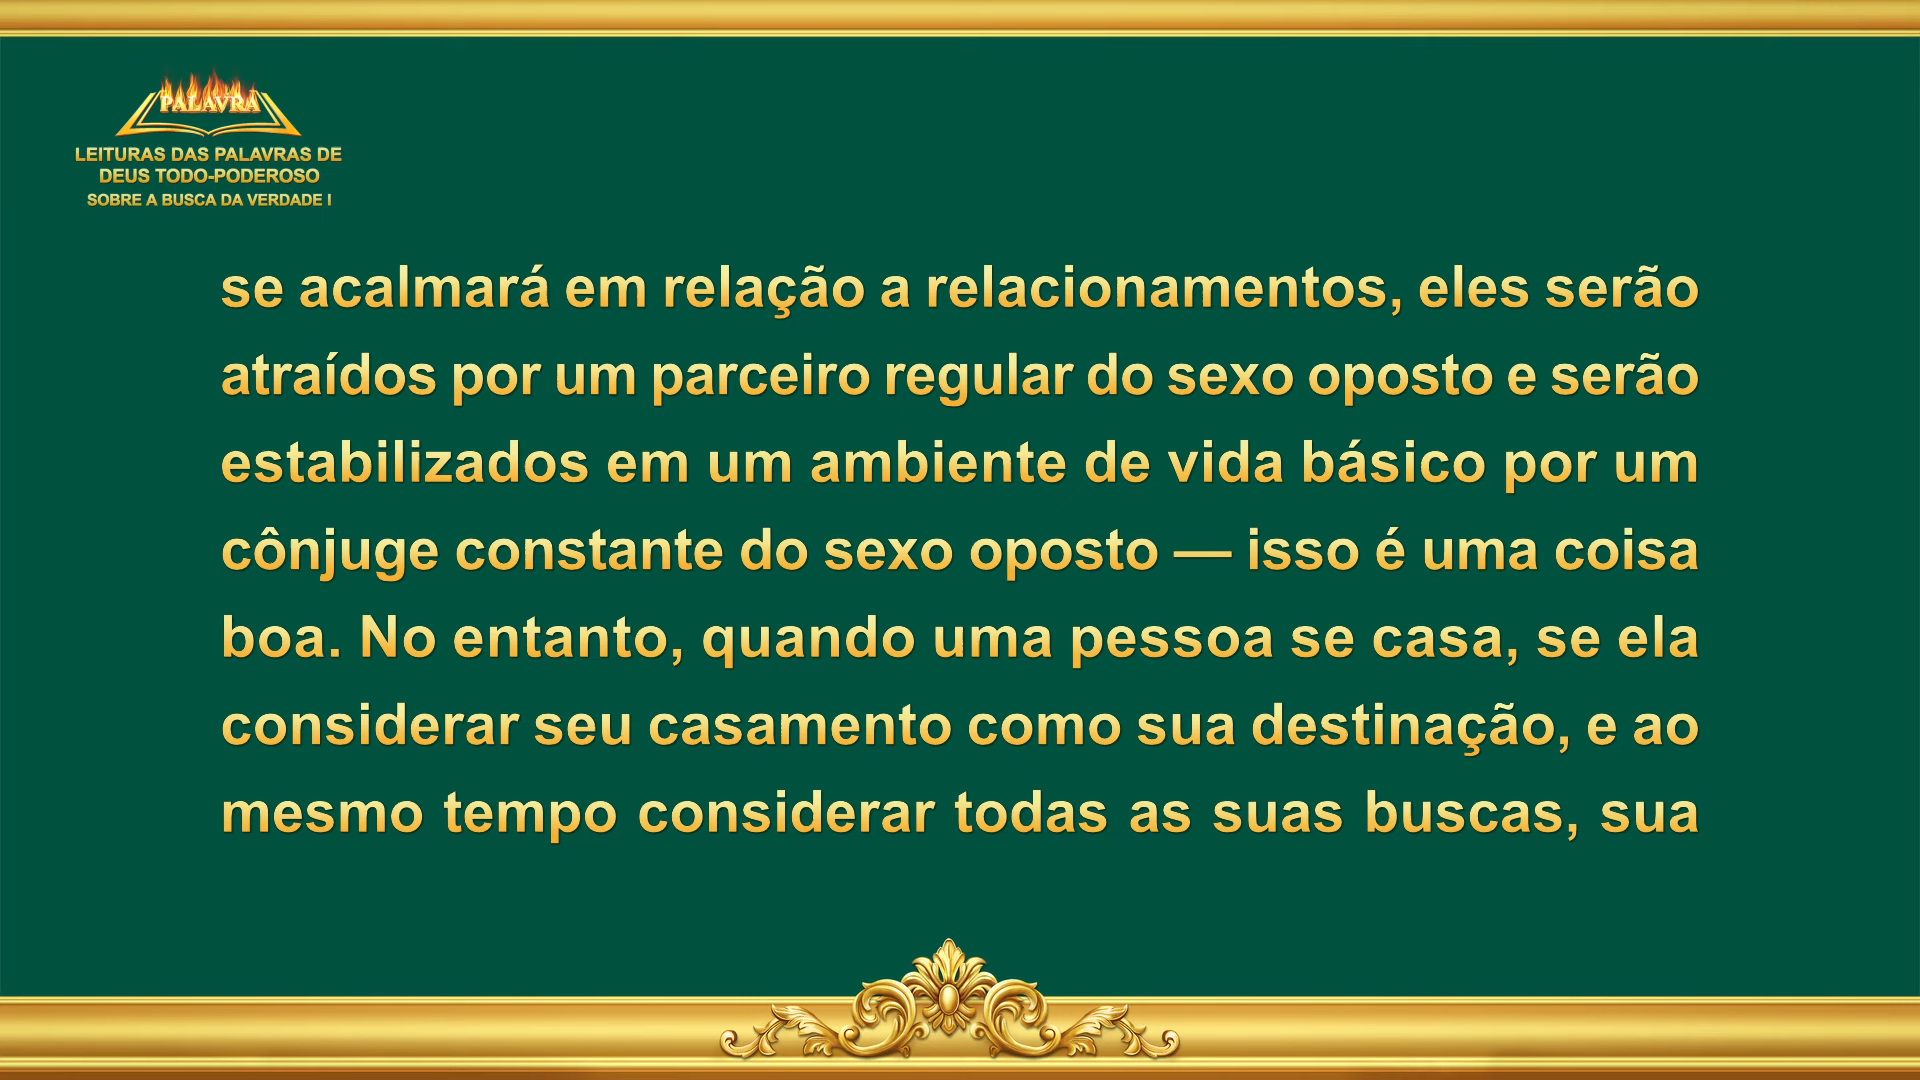 PALAVRA
LEITURAS DAS PALAVRAS DE
DEUS TODO-PODEROSO
SOBRE A BUSCA DA VERDADE I
se acalmará em relação a relacionamentos, eles serão
atraídos por um parceiro regular do sexo oposto e serão
estabilizados em um ambiente de vida básico por um
cônjuge constante do sexo oposto — isso é uma coisa
boa. No entanto, quando uma pessoa se casa, se ela
considerar seu casamento como sua destinação, e ao
mesmo tempo considerar todas as suas buscas, sua